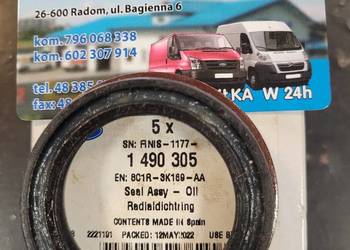 26-600 Radom, ul. Bagienna 6
kom. 796 068 338
kom. 602 307 914
tel. 48 385
fax: 48
KA W 24h
5 x
SN: FINIS-1177-
1 490 305
EN: 8C1R-3K169-AA
Seal Assy - Oil
Radialdichtring
CONTENTS MADE IN Spain
2221101 PACKED: 12MAY2022 USE B